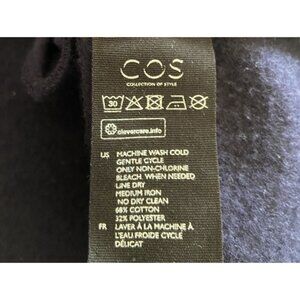 COS
COLLECTION OF STYLE
30
clevercare.info
US MACHINE WASH COLD
GENTLE CYCLE
ONLY NON-CHLORINE
BLEACH, WHEN NEEDED
LINE DRY
MEDIUM IRON
NO DRY CLEAN
68% COTTON
32% POLYESTER
FR LAVER À LA MACHINE À
L'EAU FROIDE CYCLE
DÉLICAT